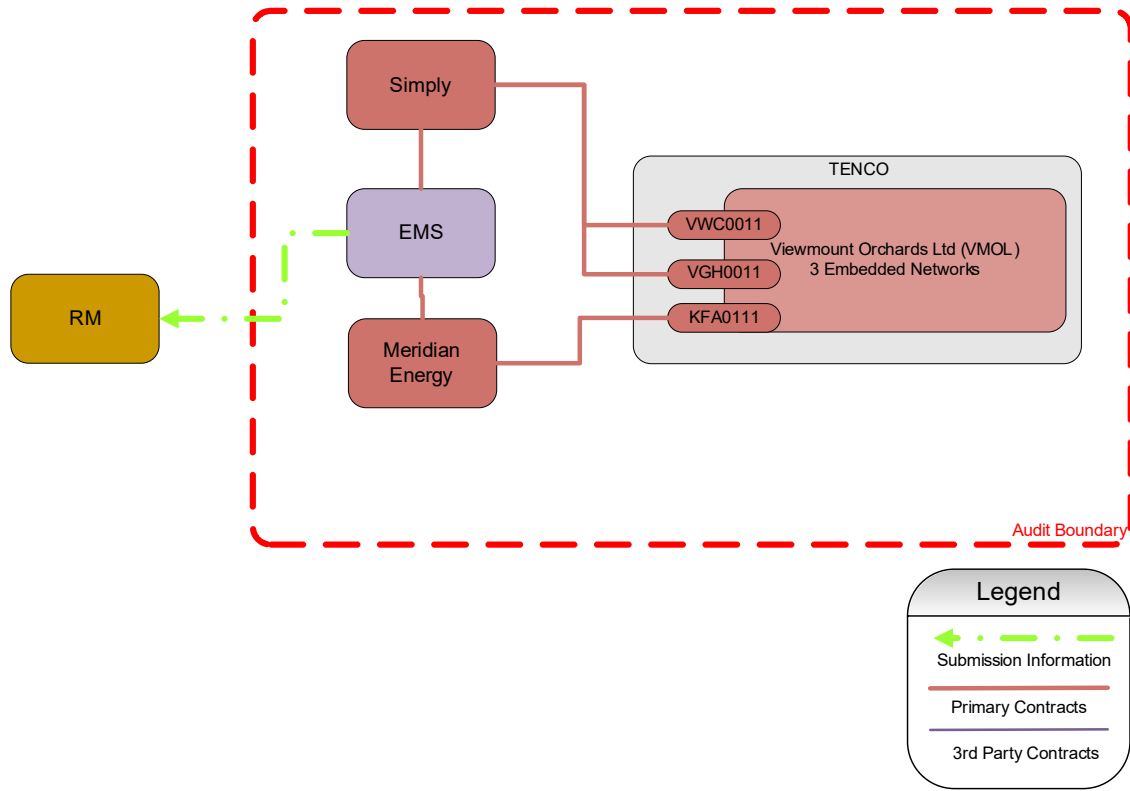 Simply
TENCO
VWC0011
EMS
Viewmount Orchards Ltd (VMOL)
3 Embedded Networks
VGH0011
RM
KFA0111
Meridian
Energy
Audit Boundary
Legend
Submission Information
Primary Contracts
3rd Party Contracts